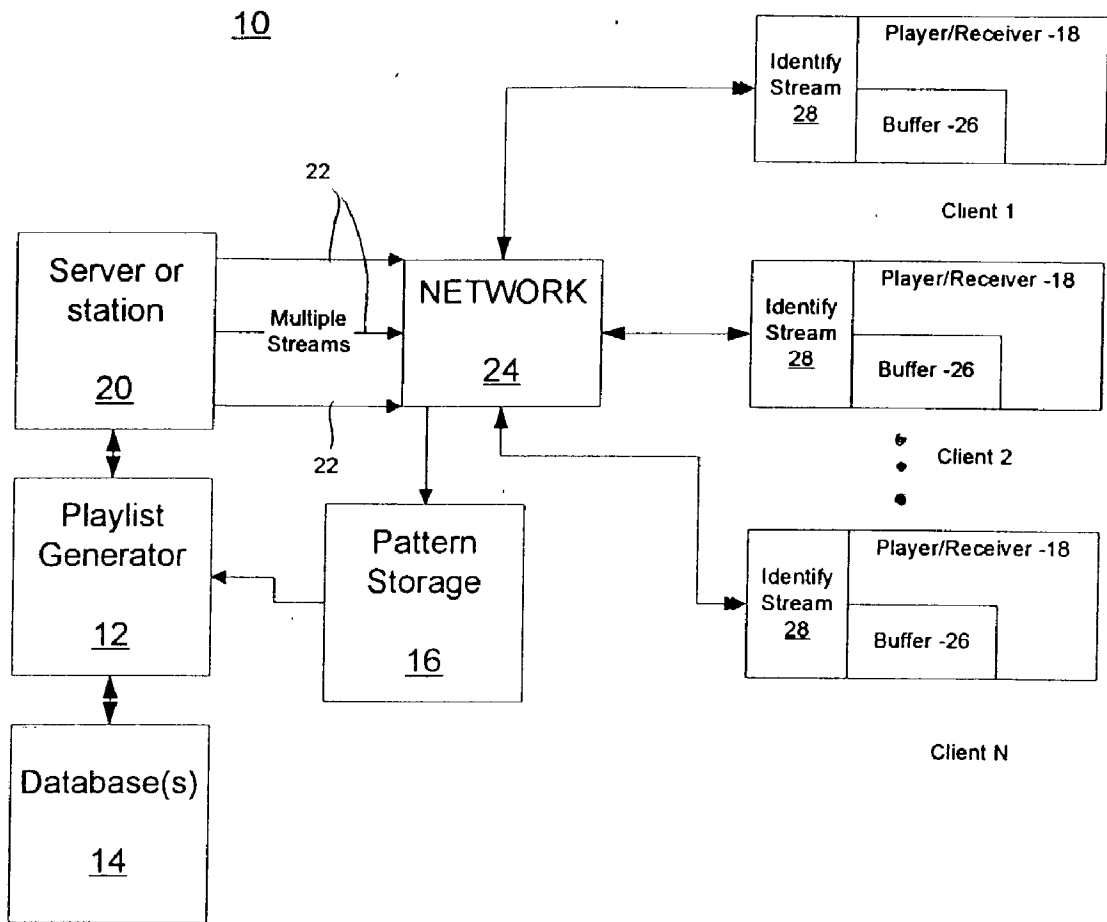 10
Player/Receiver -18
Identify
Stream
28
Buffer -26
Client 1
22
Server or
station
20
Multiple
Streams
22
NETWORK
24
Player/Receiver -18
Identify
Stream
28
Buffer -26
Client 2
Playlist
Generator
12
Pattern
Storage
16
Player/Receiver -18
Identify
Stream
28
Buffer -26
Client N
Database(s)
14